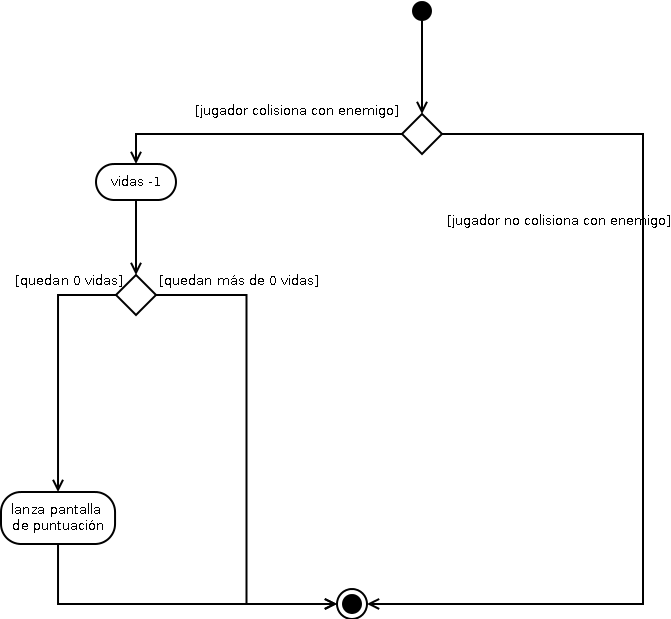 [jugador colisiona con enemigo]
vidas -1
[jugador no colisiona con enemigo]
[quedan 0 vidas]
[quedan más de 0 vidas]
lanza pantalla
de puntuación